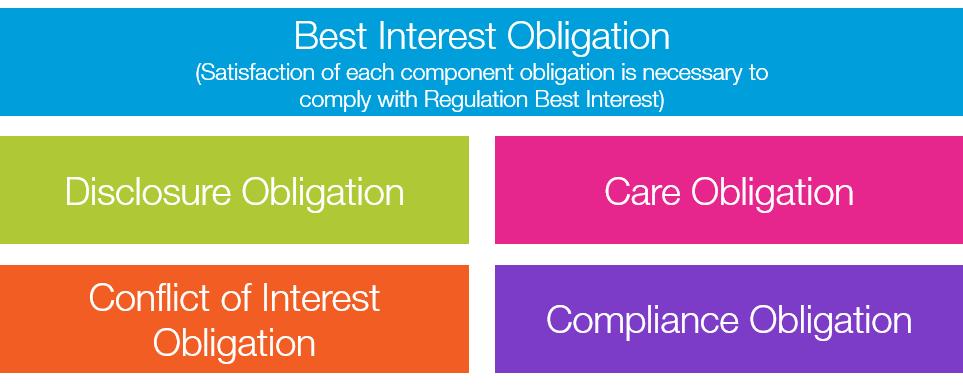 Best Interest Obligation
(Satisfaction of each component obligation is necessary to
comply with Regulation Best Interest)
Disclosure Obligation
Care Obligation
Conflict of Interest
Obligation
Compliance Obligation